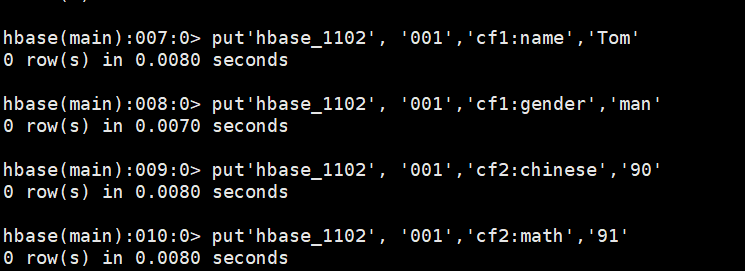 hbase(main):007:0> put'hbase_1102', '001','cf1:name','Tom'
0 row(s) in 0.0080 seconds
hbase(main):008:0> put'hbase_1102', '001','cf1:gender','man'
0 row(s) in 0.0070 seconds
hbase(main):009:0> put'hbase_1102', '001','cf2:chinese','90'
0 row(s) in 0.0080 seconds
hbase(main):010:0> put'hbase_1102', '001','cf2:math','91'
0 row(s) in 0.0080 seconds